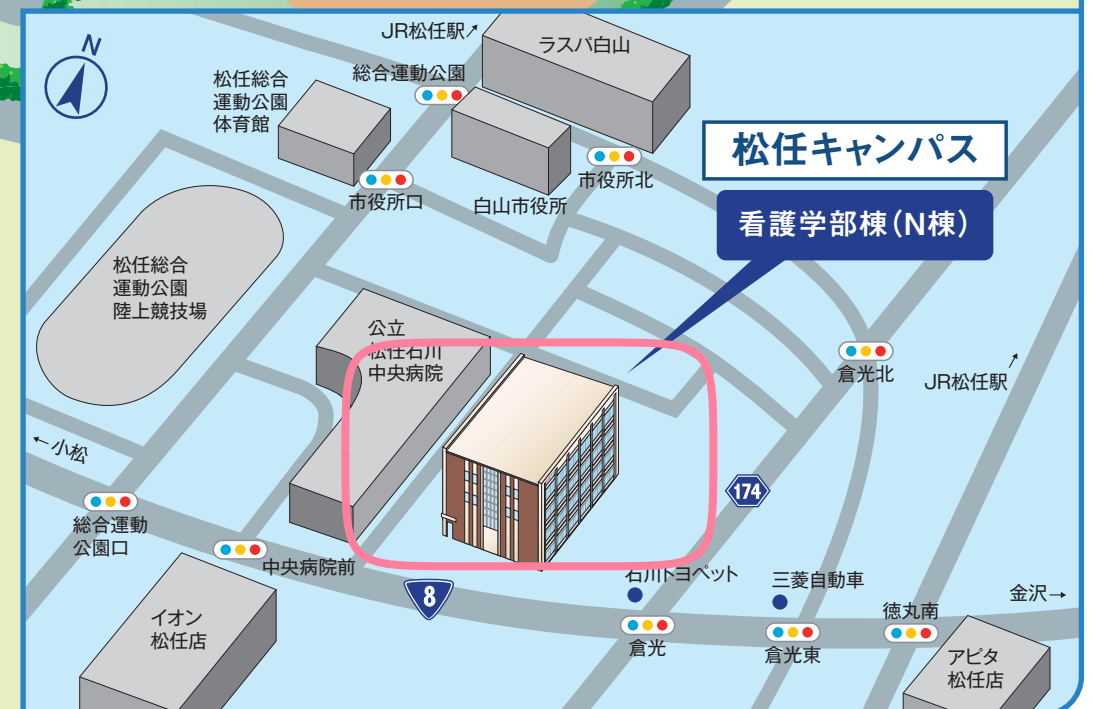 N
JR松任駅↗
ラスパ白山
総合運動公園
松任総合
運動公園
体育館
市役所口
白山市役所
市役所北
松任キャンパス
看護学部棟(N棟)
松任総合
運動公園
陸上競技場
公立
松任石川
中央病院
倉光北
JR松任駅↗
←小松
174
総合運動
公園口
中央病院前
8
石川トヨペット
三菱自動車
金沢→
徳丸南
イオン
松任店
倉光
倉光東
アピタ
松任店